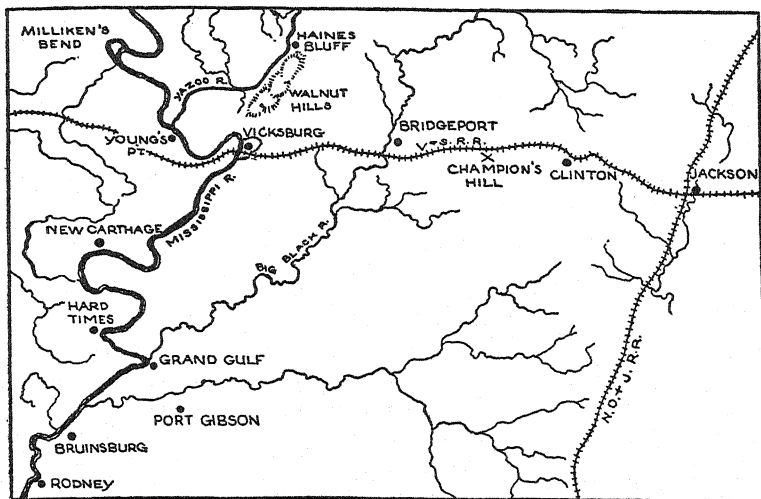 MILLIKEN'S
BEND
HAINES
BLUFF
YAZOO R.
WALNUT
HILLS
YOUNG'S
PT.
VICKSBURG
BRIDGEPORT
V+S. R.R.
CHAMPION'S
HILL
CLINTON
JACKSON
NEW CARTHAGE
MISSISSIPPI R.
BIG BLACK R.
HARD
TIMES
GRAND GULF
N.O.+ J. R.R.
PORT GIBSON
BRUINSBURG
RODNEY